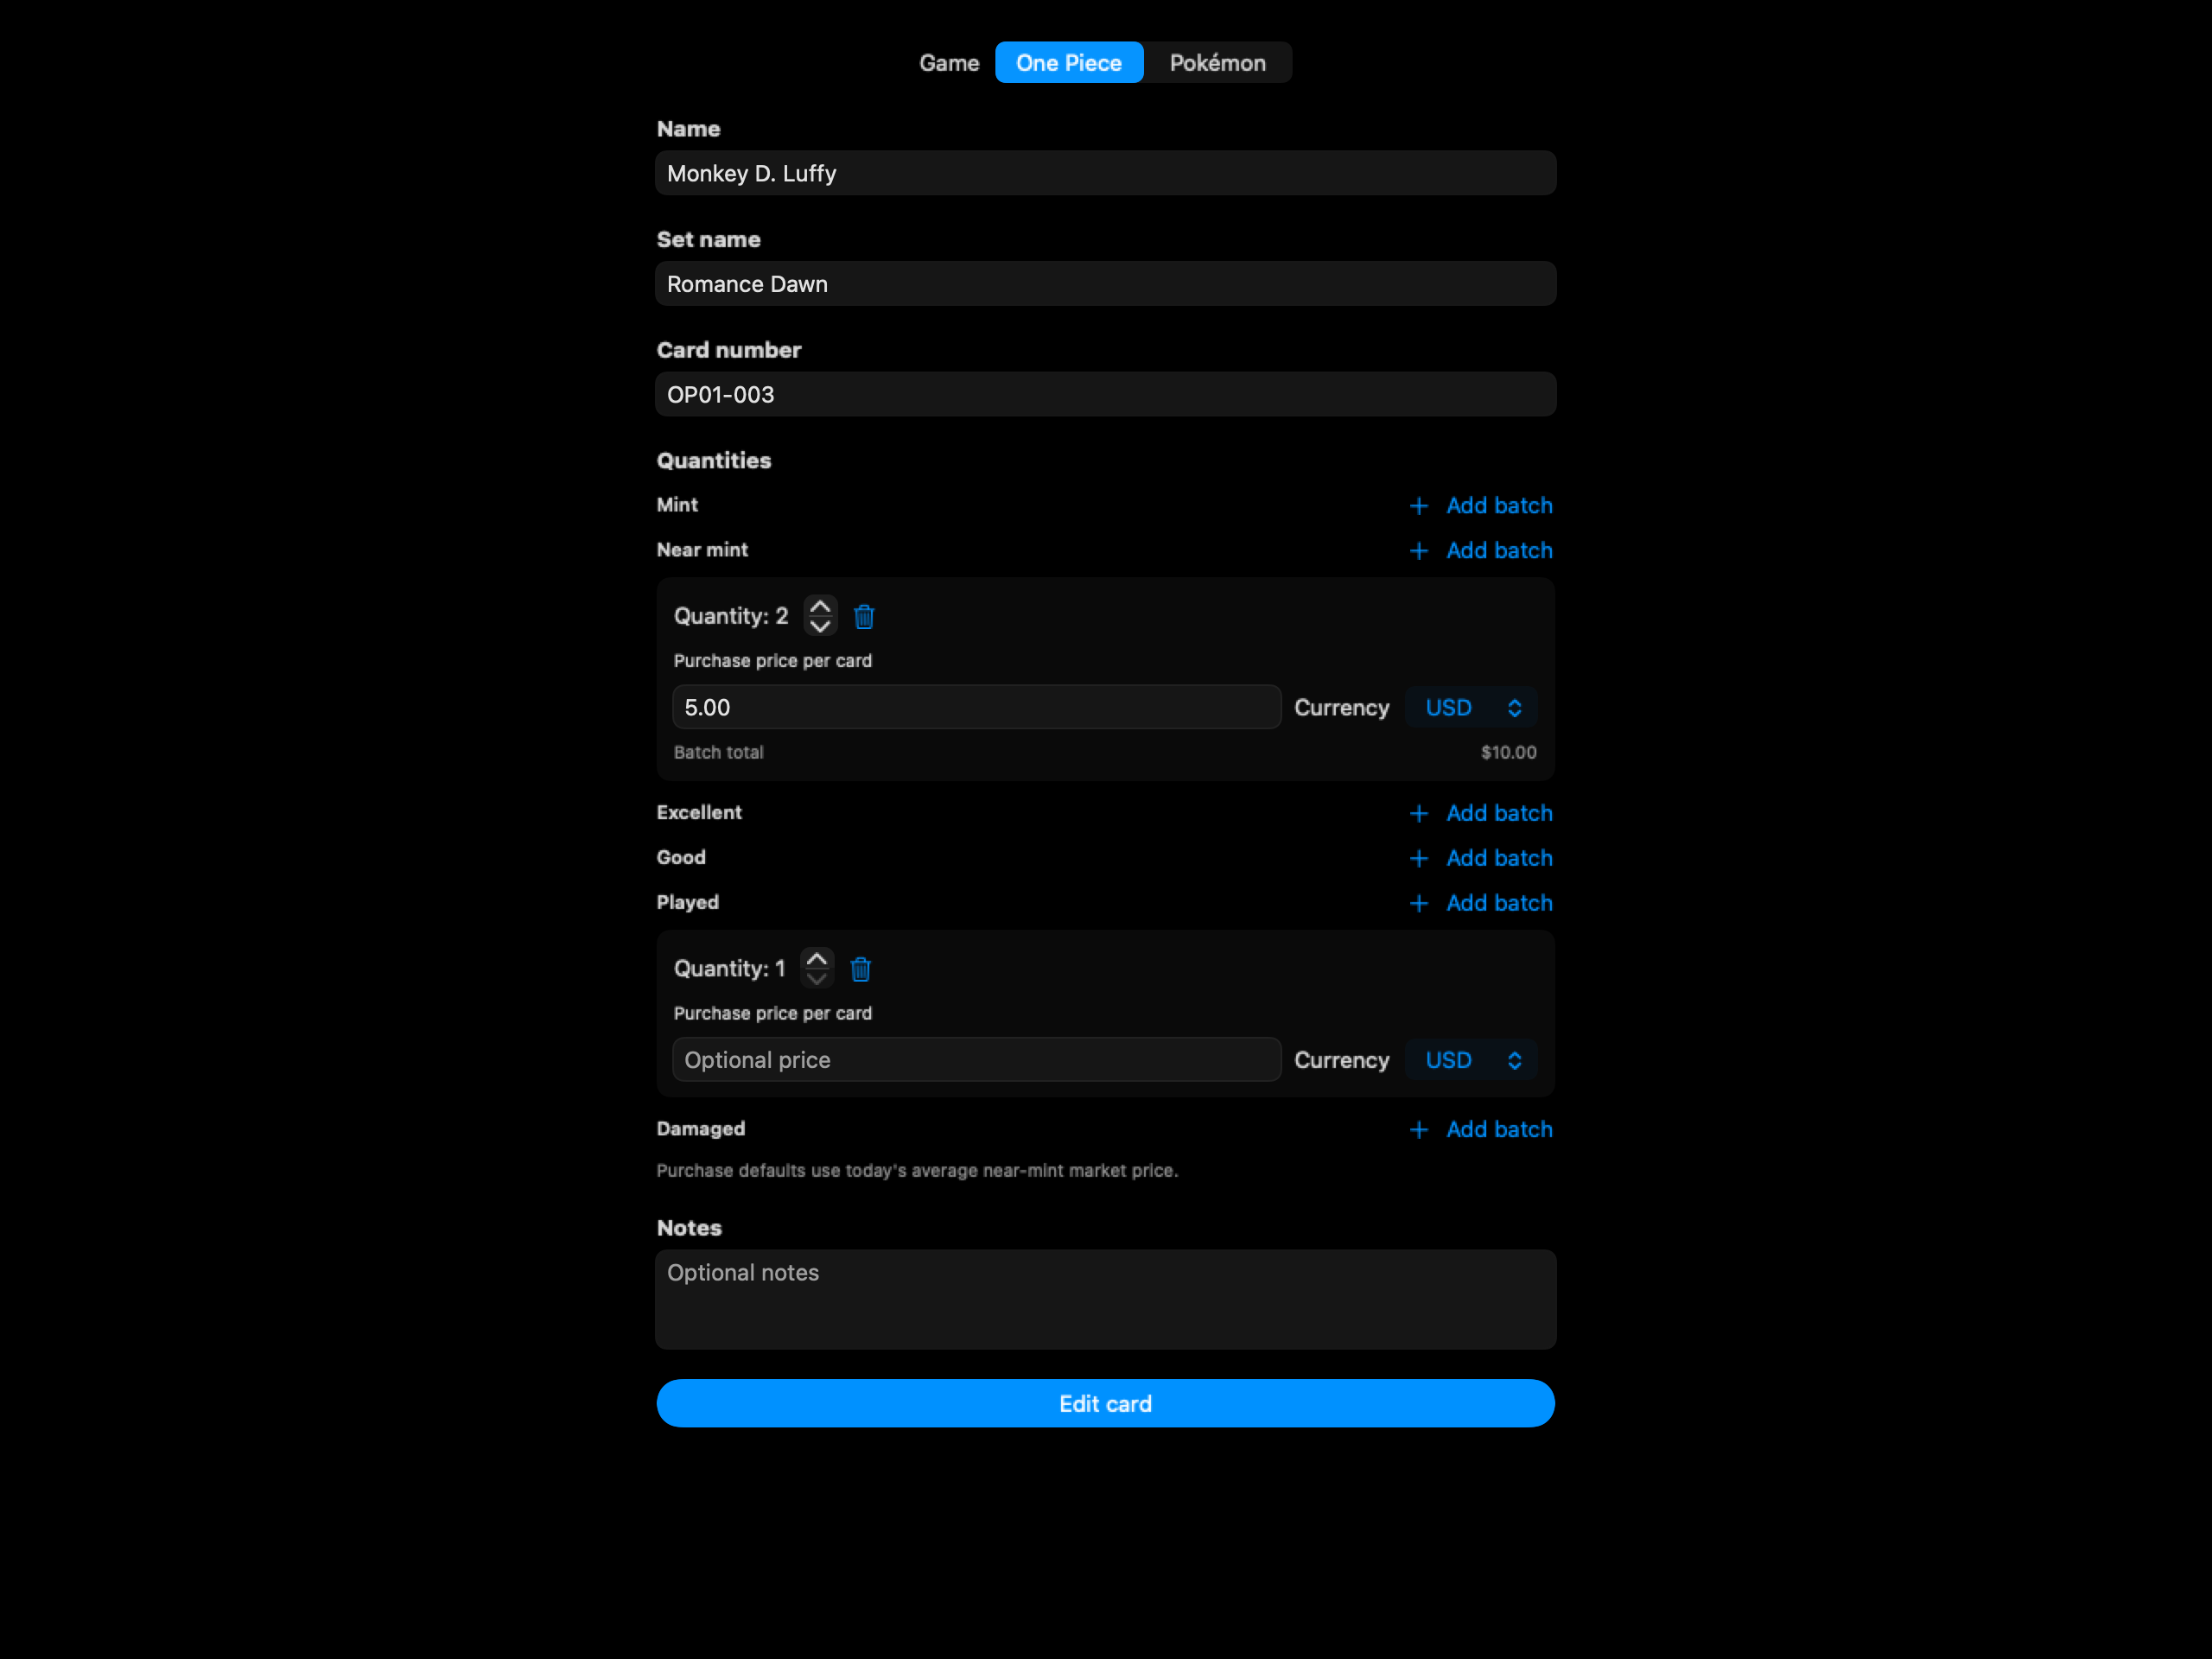 Game One Piece Pokémon
Name
Monkey D. Luffy
Set name
Romance Dawn
Card number
OP01-003
Quantities
Mint + Add batch
Near mint + Add batch
Quantity: 2
Purchase price per card
5.00 Currency USD
Batch total $10.00
Excellent + Add batch
Good + Add batch
Played + Add batch
Quantity: 1
Purchase price per card
Optional price Currency USD
Damaged + Add batch
Purchase defaults use today's average near-mint market price.
Notes
Optional notes
Edit card